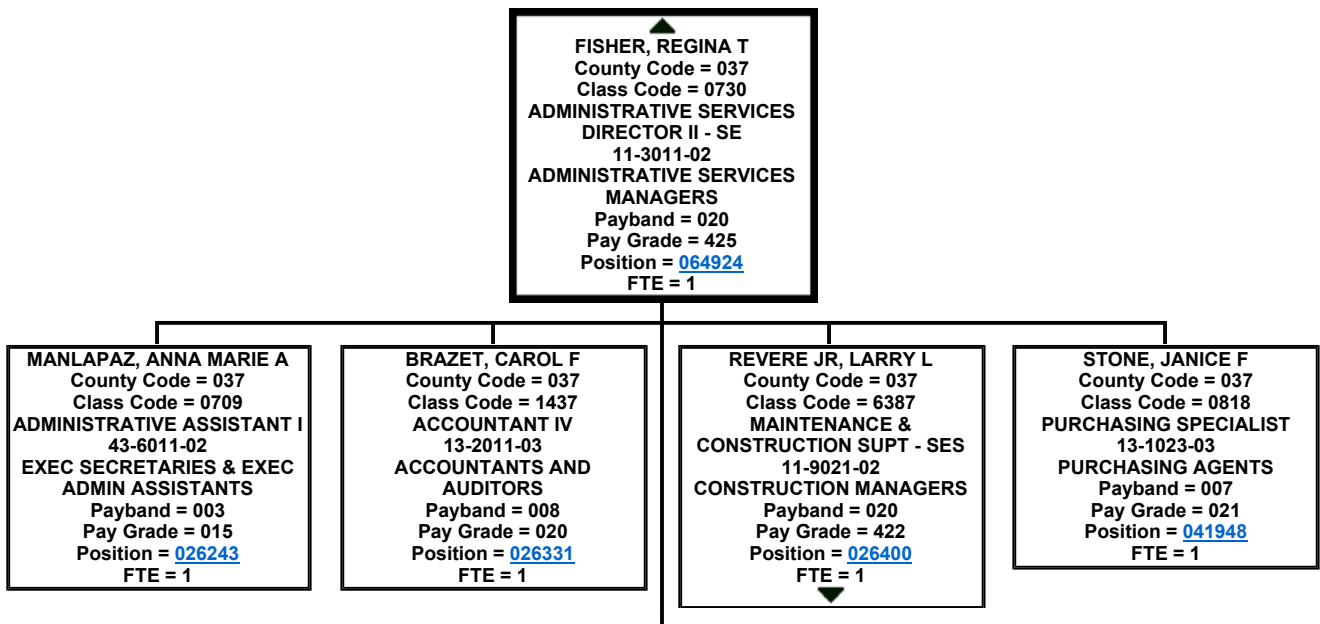 FISHER, REGINA T
County Code = 037
Class Code = 0730
ADMINISTRATIVE SERVICES
DIRECTOR II - SE
11-3011-02
ADMINISTRATIVE SERVICES
MANAGERS
Payband = 020
Pay Grade = 425
Position = 064924
FTE = 1
MANLAPAZ, ANNA MARIE A
County Code = 037
Class Code = 0709
ADMINISTRATIVE ASSISTANT I
43-6011-02
EXEC SECRETARIES & EXEC
ADMIN ASSISTANTS
Payband = 003
Pay Grade = 015
Position = 026243
FTE = 1
BRAZET, CAROL F
County Code = 037
Class Code = 1437
ACCOUNTANT IV
13-2011-03
ACCOUNTANTS AND
AUDITORS
Payband = 008
Pay Grade = 020
Position = 026331
FTE = 1
REVERE JR, LARRY L
County Code = 037
Class Code = 6387
MAINTENANCE &
CONSTRUCTION SUPT - SES
11-9021-02
CONSTRUCTION MANAGERS
Payband = 020
Pay Grade = 422
Position = 026400
FTE = 1
STONE, JANICE F
County Code = 037
Class Code = 0818
PURCHASING SPECIALIST
13-1023-03
PURCHASING AGENTS
Payband = 007
Pay Grade = 021
Position = 041948
FTE = 1